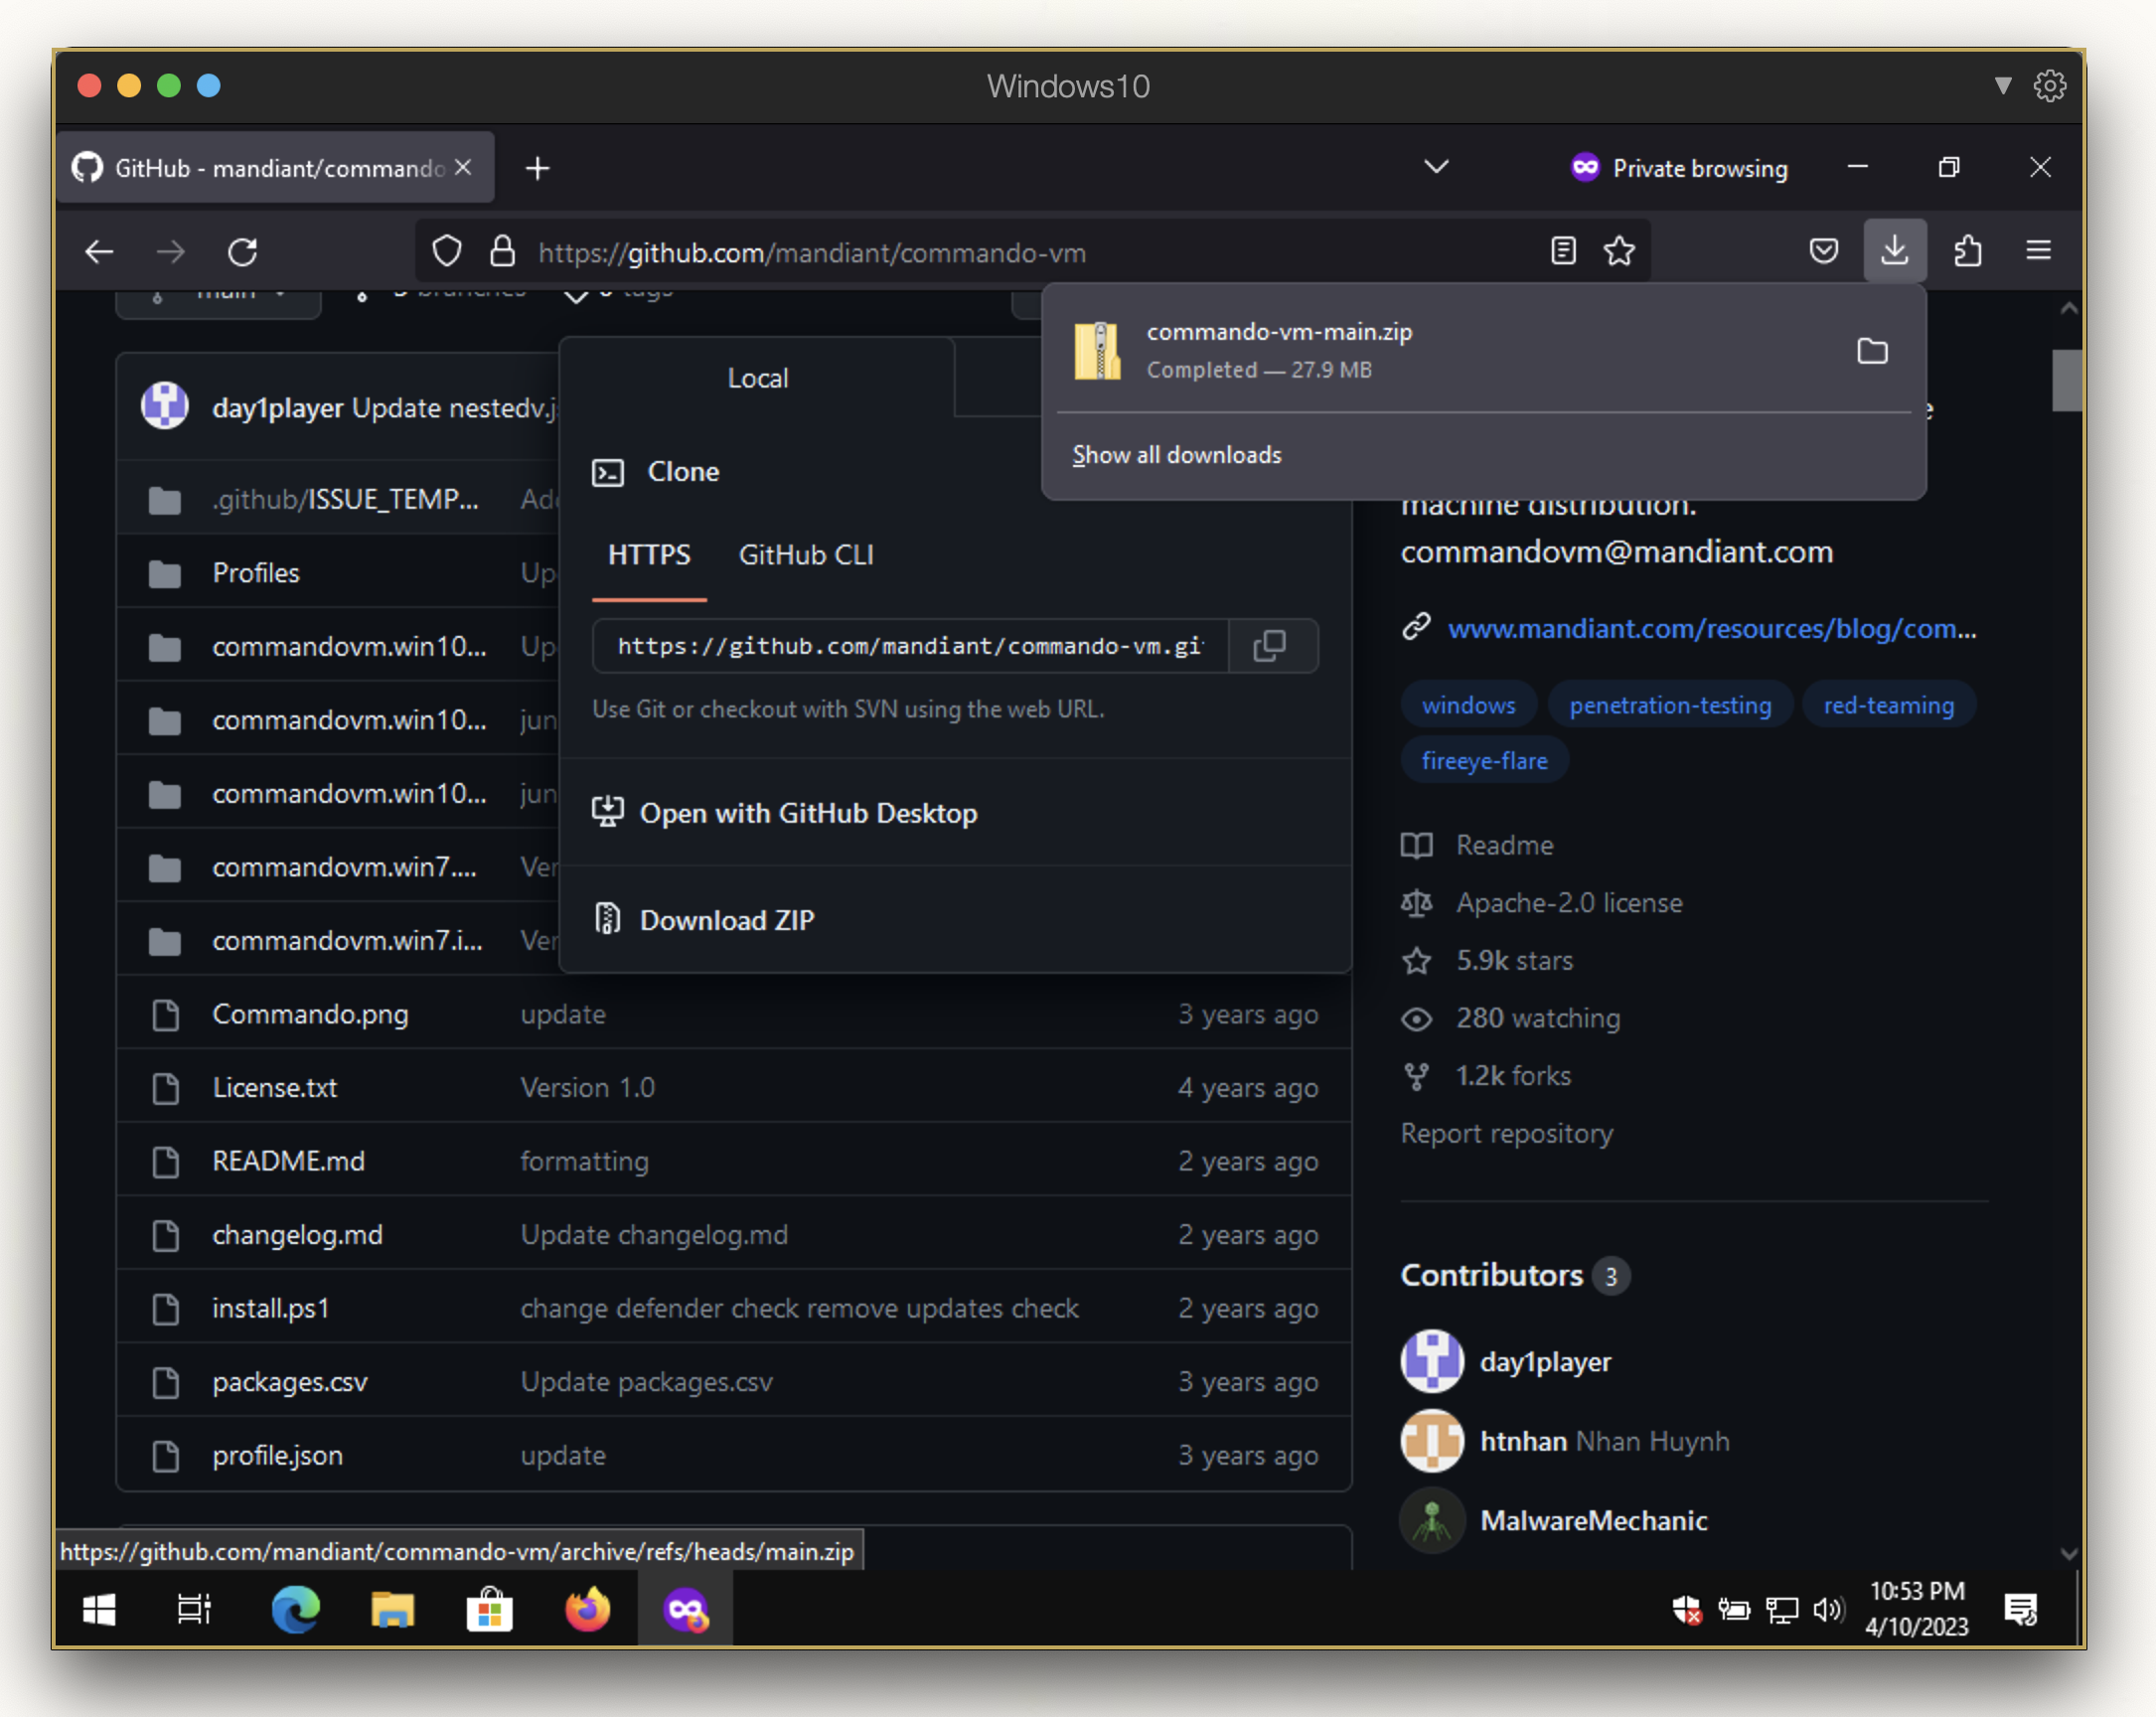 Windows10
GitHub - mandiant/commando
Private browsing
https://github.com/mandiant/commando-vm
main
5 branches
6 tags
commando-vm-main.zip
Completed — 27.9 MB
Show all downloads
Local
day1player Update nestedv.j
Clone
.github/ISSUE_TEMP...
HTTPS
GitHub CLI
Profiles
Up
https://github.com/mandiant/commando-vm.gi
commandovm.win10...
Up
Use Git or checkout with SVN using the web URL.
commandovm.win10...
jun
commandovm.win10...
jun
Open with GitHub Desktop
commandovm.win7....
Ver
Download ZIP
commandovm.win7.i...
Ver
Commando.png
update
3 years ago
License.txt
Version 1.0
4 years ago
README.md
formatting
2 years ago
changelog.md
Update changelog.md
2 years ago
install.ps1
change defender check remove updates check
2 years ago
packages.csv
Update packages.csv
3 years ago
profile.json
update
3 years ago
machine distribution.
commandovm@mandiant.com
www.mandiant.com/resources/blog/com...
windows
penetration-testing
red-teaming
fireeye-flare
Readme
Apache-2.0 license
5.9k stars
280 watching
1.2k forks
Report repository
Contributors 3
day1player
htnhan Nhan Huynh
MalwareMechanic
https://github.com/mandiant/commando-vm/archive/refs/heads/main.zip
10:53 PM
4/10/2023